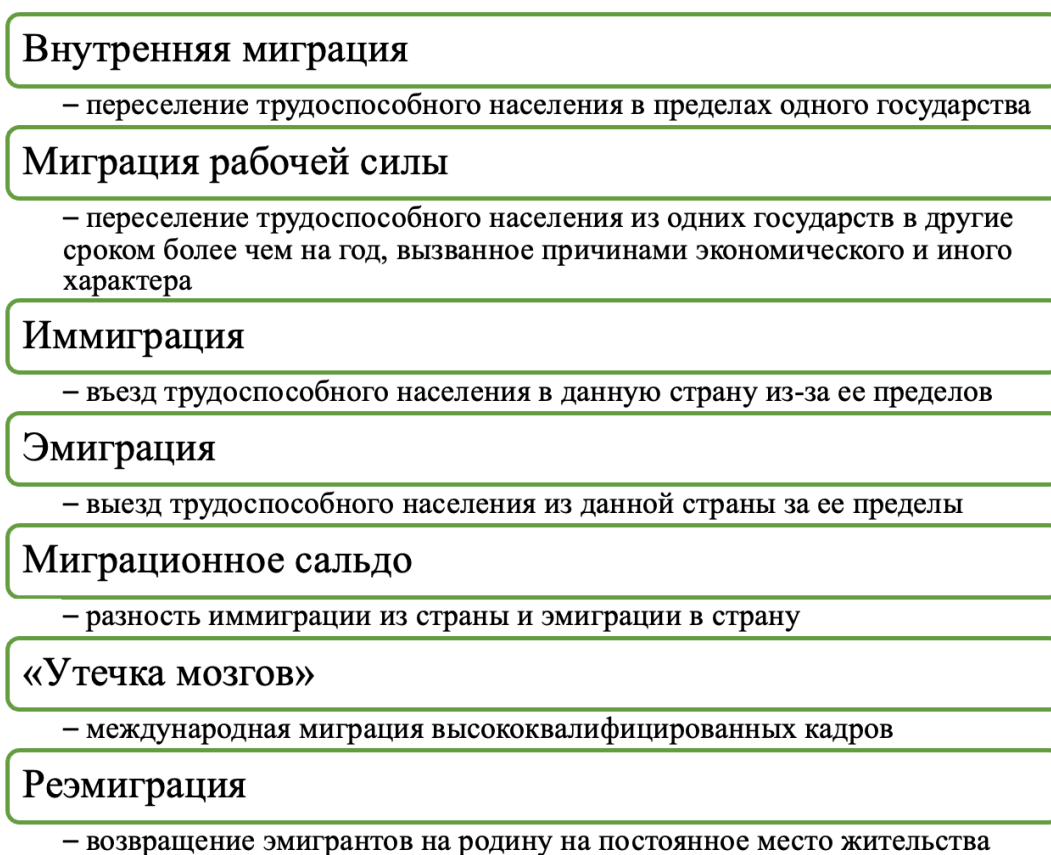 Внутренняя миграция
– переселение трудоспособного населения в пределах одного государства
Миграция рабочей силы
– переселение трудоспособного населения из одних государств в другие
сроком более чем на год, вызванное причинами экономического и иного
характера
Иммиграция
– въезд трудоспособного населения в данную страну из-за ее пределов
Эмиграция
– выезд трудоспособного населения из данной страны за ее пределы
Миграционное сальдо
– разность иммиграции из страны и эмиграции в страну
«Утечка мозгов»
– международная миграция высококвалифицированных кадров
Реэмиграция
– возвращение эмигрантов на родину на постоянное место жительства